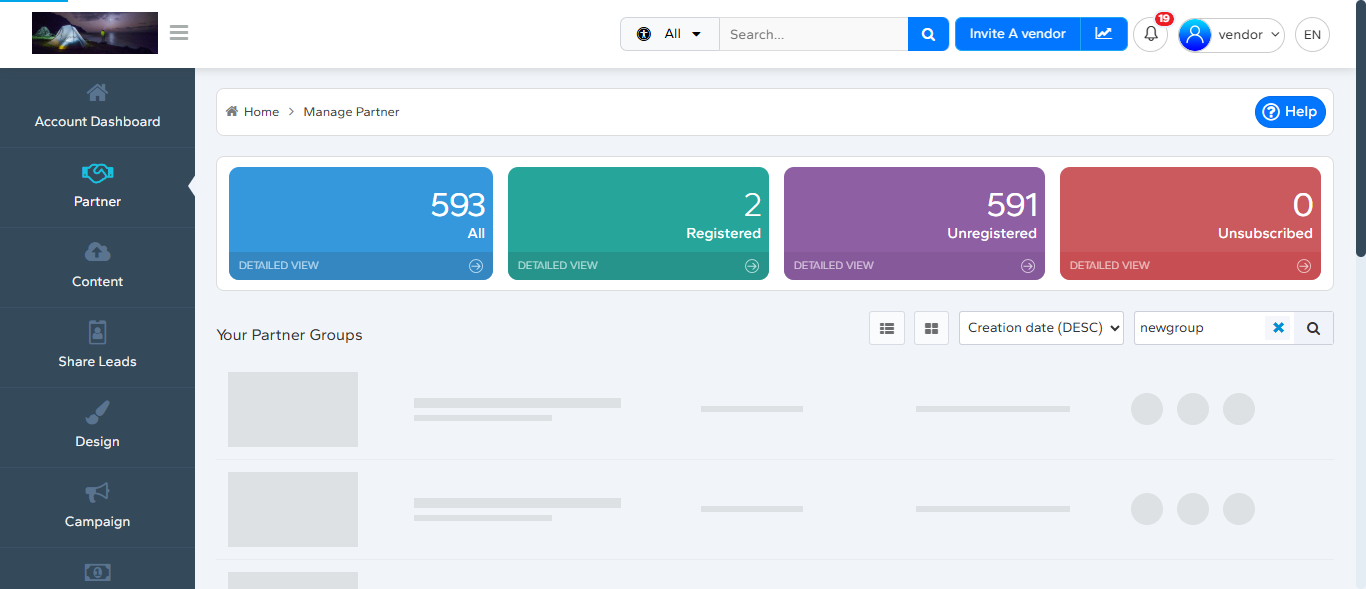 All
Search...
Invite A vendor
19
vendor
EN
Account Dashboard
Partner
Content
Share Leads
Design
Campaign
Home > Manage Partner
Help
593
All
DETAILED VIEW
2
Registered
DETAILED VIEW
591
Unregistered
DETAILED VIEW
0
Unsubscribed
DETAILED VIEW
Your Partner Groups
Creation date (DESC)
newgroup